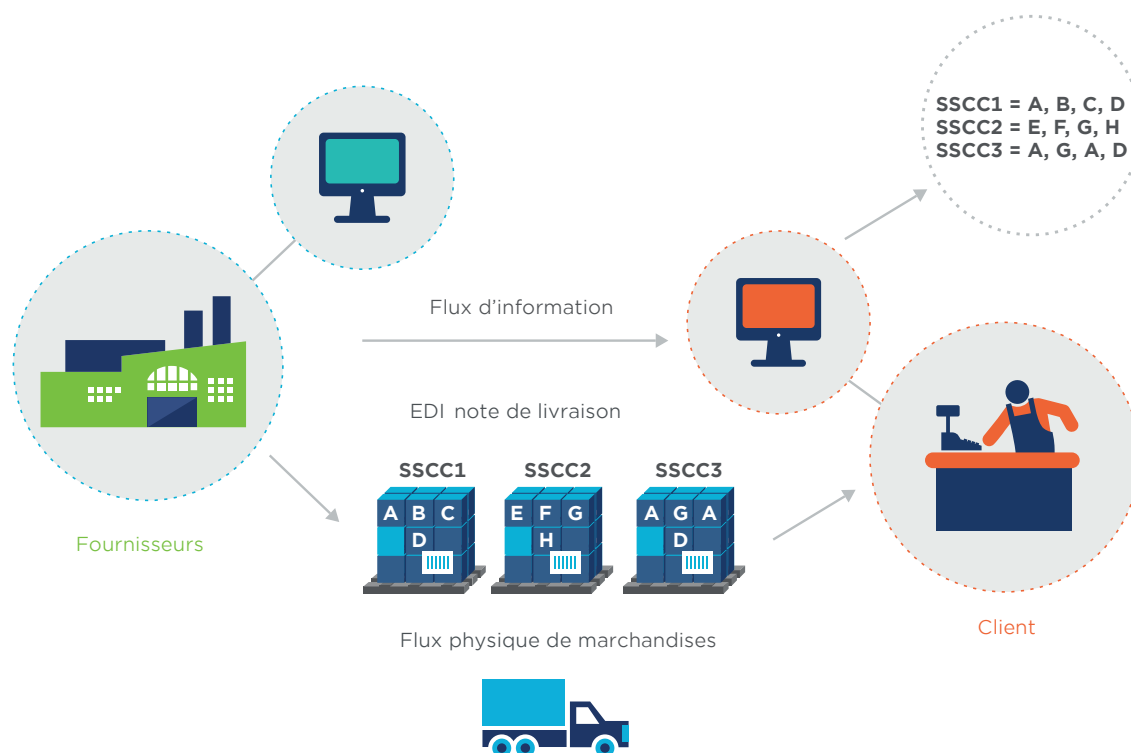 SSCC1 = A, B, C, D
SSCC2 = E, F, G, H
SSCC3 = A, G, A, D
Flux d'information
EDI note de livraison
SSCC1 SSCC2 SSCC3
A B C E F G A G A
D H D
Fournisseurs
Client
Flux physique de marchandises